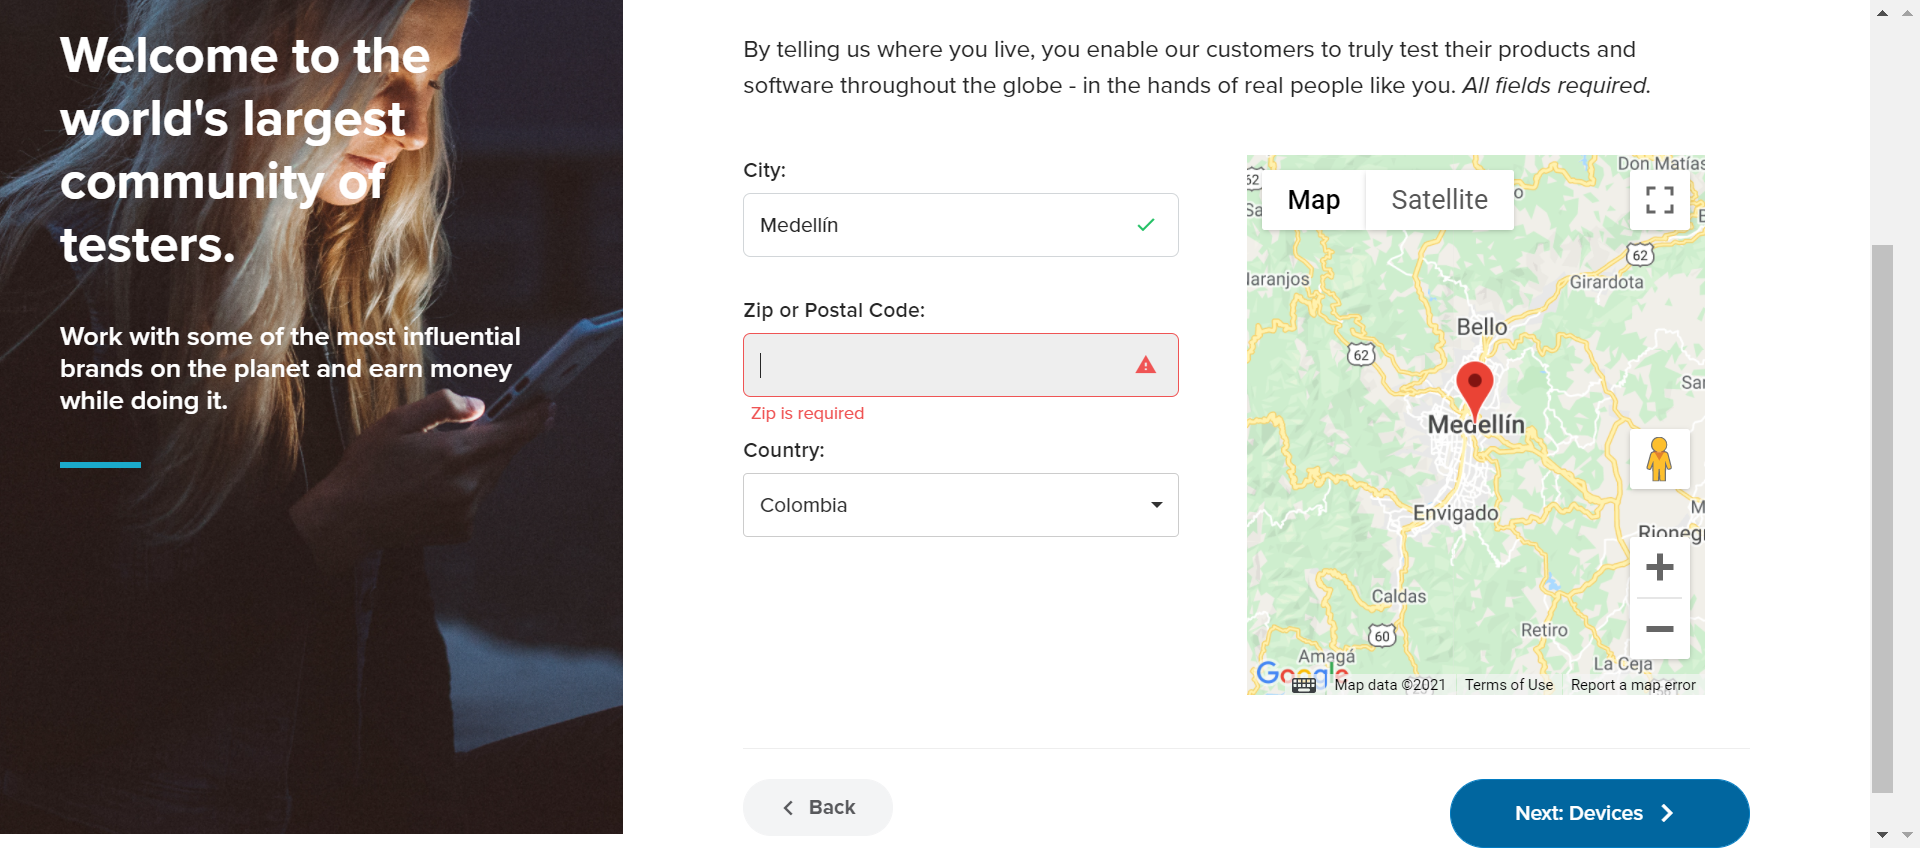 Welcome to the
world's largest
community of
testers.
Work with some of the most influential
brands on the planet and earn money
while doing it.
By telling us where you live, you enable our customers to truly test their products and
software throughout the globe - in the hands of real people like you. All fields required.
City:
Medellín
Zip or Postal Code:
Zip is required
Country:
Colombia
Don Matías
62
Map
Satellite
62
Girardota
Bello
62
Medellín
Envigado
Caldas
60
Retiro
Amagá
La Ceja
Google
Map data ©2021
Terms of Use
Report a map error
Back
Next: Devices